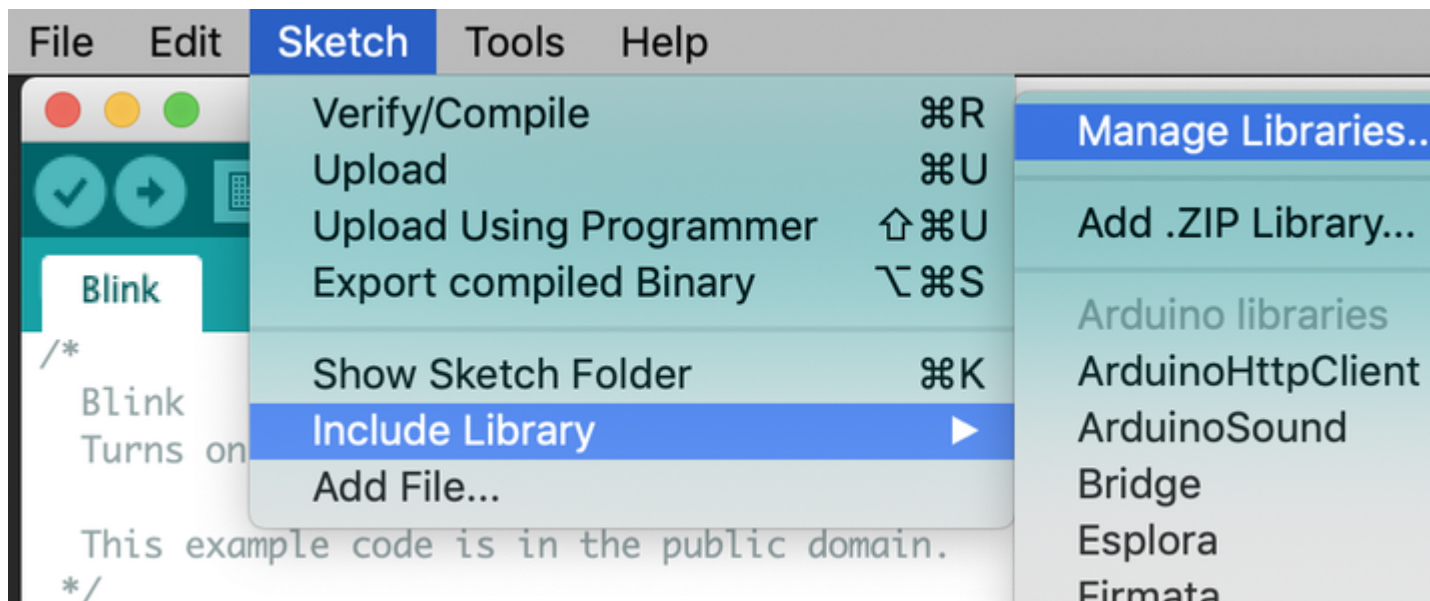 File Edit Sketch Tools Help
Verify/Compile ⌘R
Upload ⌘U
Upload Using Programmer ⇧⌘U
Export compiled Binary ⌥⌘S
Show Sketch Folder ⌘K
Include Library ▶
Add File...
Manage Libraries..
Add .ZIP Library...
Arduino libraries
ArduinoHttpClient
ArduinoSound
Bridge
Esplora
Firmata
Blink
/*
Blink
Turns on
This example code is in the public domain.
*/